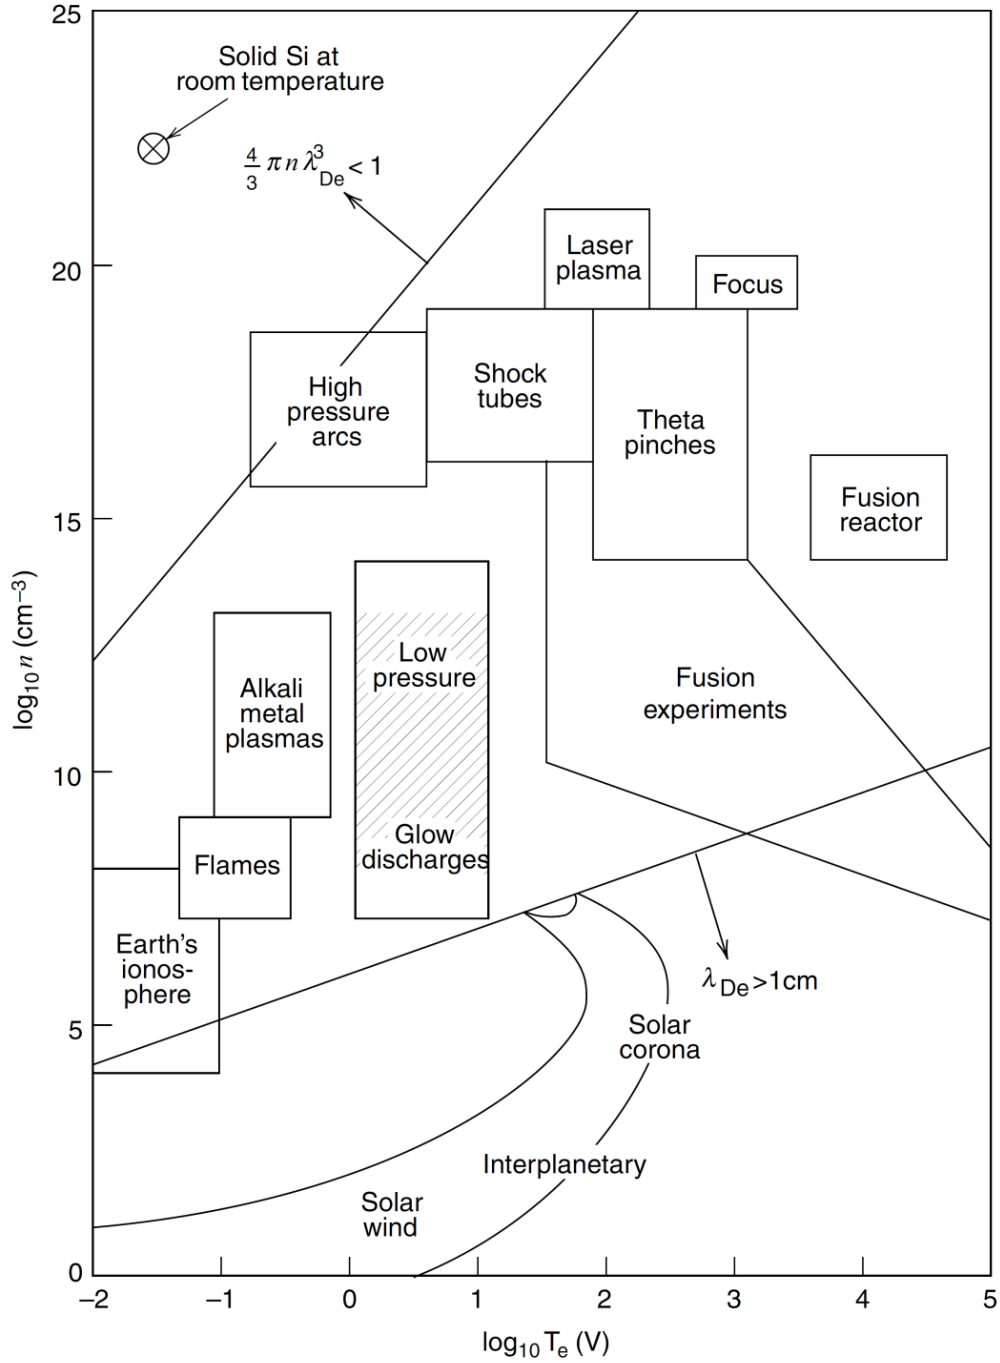 25
Solid Si at
room temperature
4/3 π n λ³De < 1
20
Laser
plasma
Focus
High
pressure
arcs
Shock
tubes
Theta
pinches
Fusion
reactor
15
log10 n (cm−3)
Alkali
metal
plasmas
Low
pressure
Fusion
experiments
10
Flames
Glow
discharges
Earth's
ionos-
phere
λDe >1cm
5
Solar
corona
Interplanetary
Solar
wind
0
−2 −1 0 1 2 3 4 5
log10 Te (V)